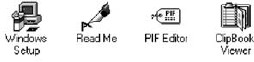 PIF
Windows Setup
Read Me
PIF Editor
ClipBook Viewer